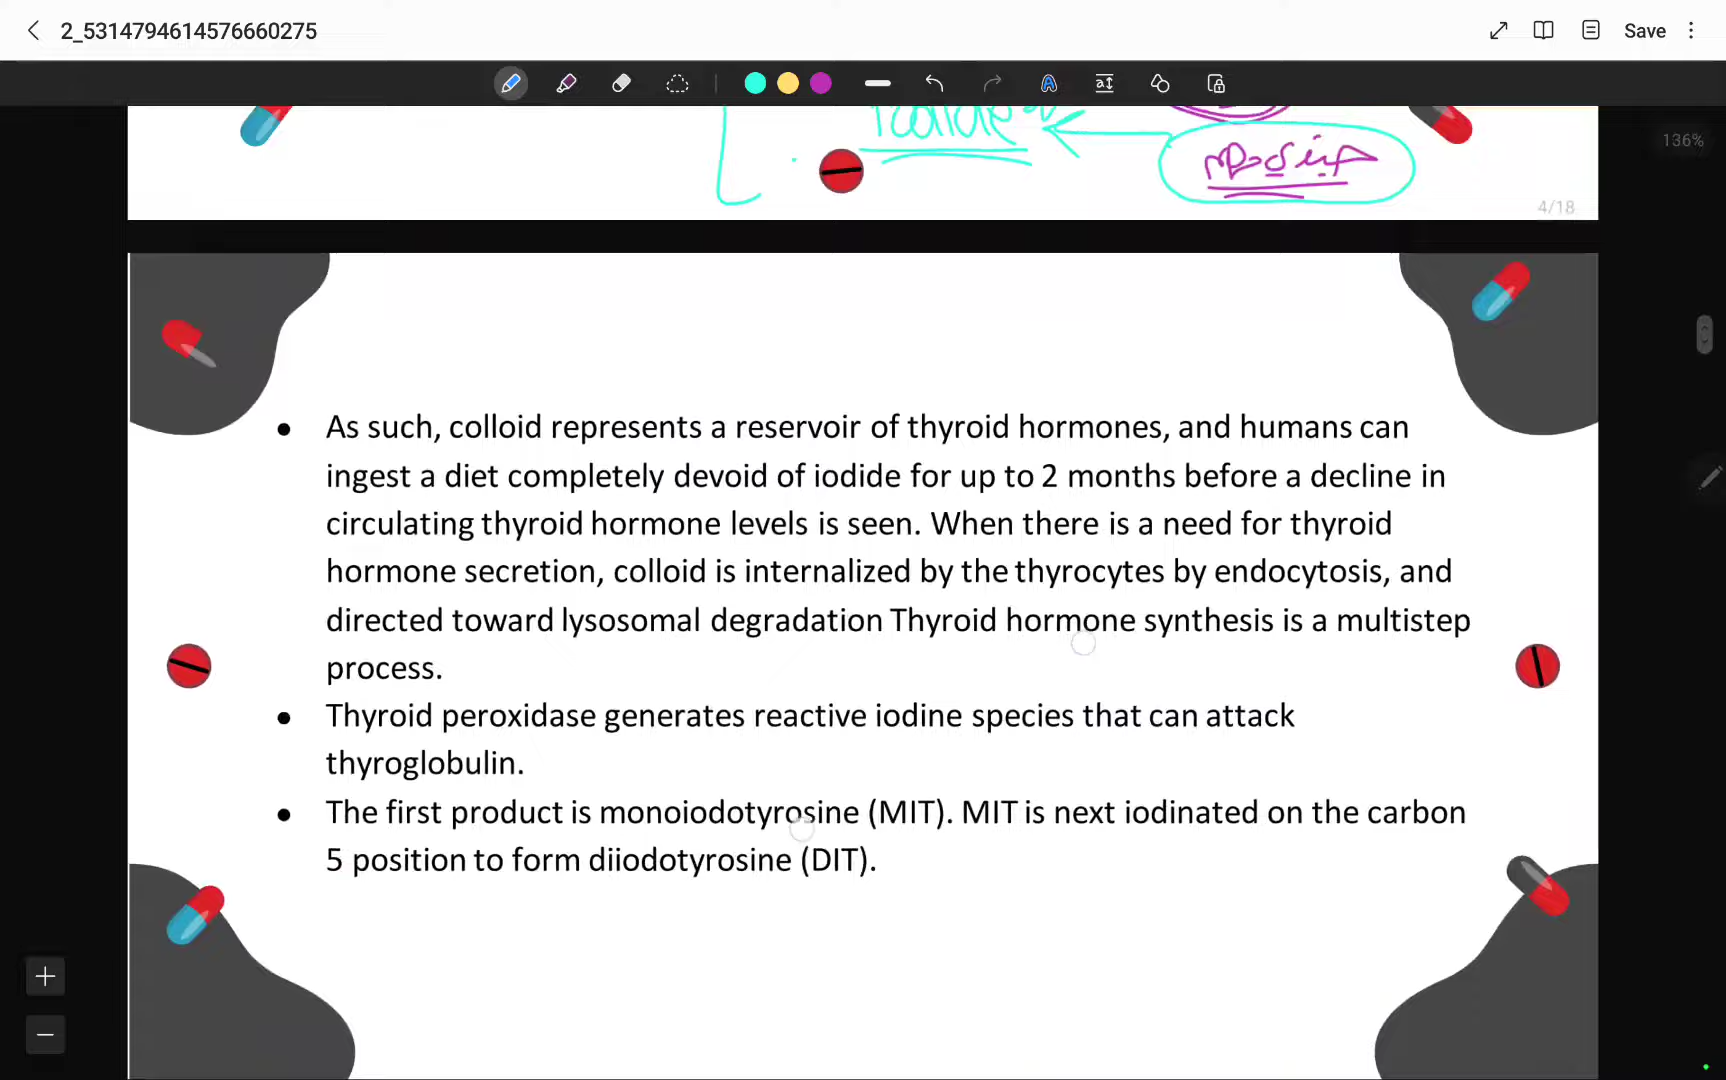 2_5314794614576660275
Save
136%
iodide
4/18
• As such, colloid represents a reservoir of thyroid hormones, and humans can
ingest a diet completely devoid of iodide for up to 2 months before a decline in
circulating thyroid hormone levels is seen. When there is a need for thyroid
hormone secretion, colloid is internalized by the thyrocytes by endocytosis, and
directed toward lysosomal degradation Thyroid hormone synthesis is a multistep
process.
• Thyroid peroxidase generates reactive iodine species that can attack
thyroglobulin.
• The first product is monoiodotyrosine (MIT). MIT is next iodinated on the carbon
5 position to form diiodotyrosine (DIT).